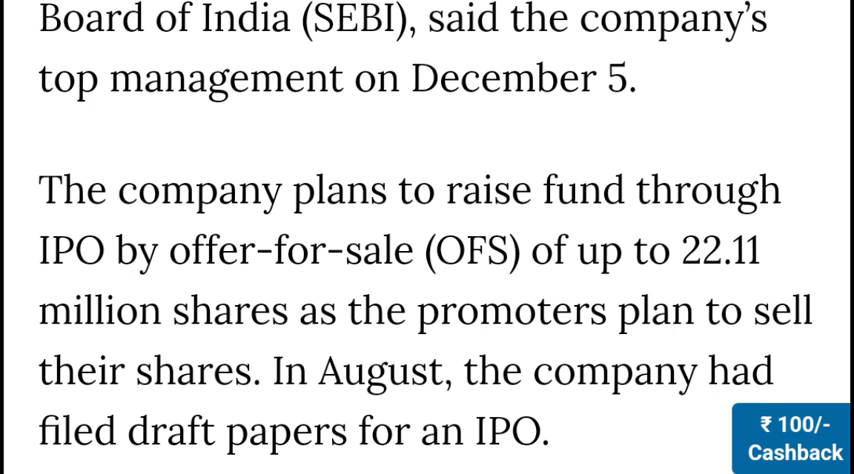 Board of India (SEBI), said the company’s
top management on December 5.
The company plans to raise fund through
IPO by offer-for-sale (OFS) of up to 22.11
million shares as the promoters plan to sell
their shares. In August, the company had
filed draft papers for an IPO.
₹ 100/-
Cashback